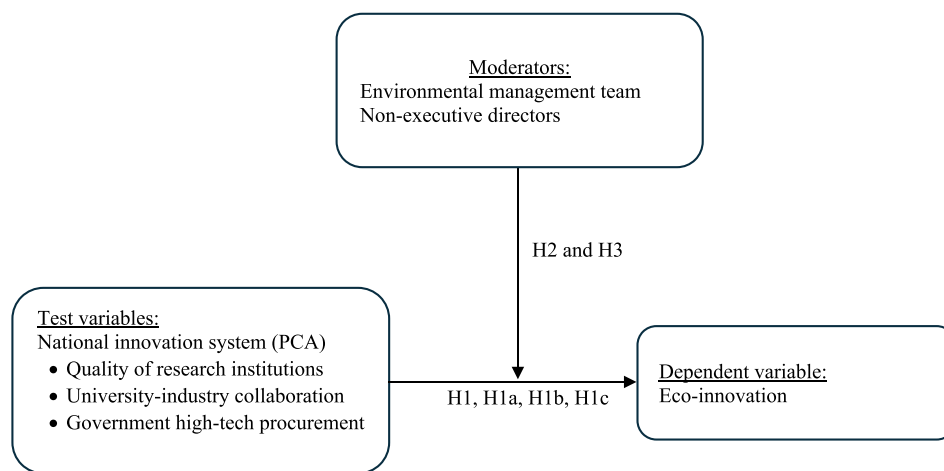 Moderators:
Environmental management team
Non-executive directors
H2 and H3
Test variables:
National innovation system (PCA)
• Quality of research institutions
• University-industry collaboration
• Government high-tech procurement
H1, H1a, H1b, H1c
Dependent variable:
Eco-innovation